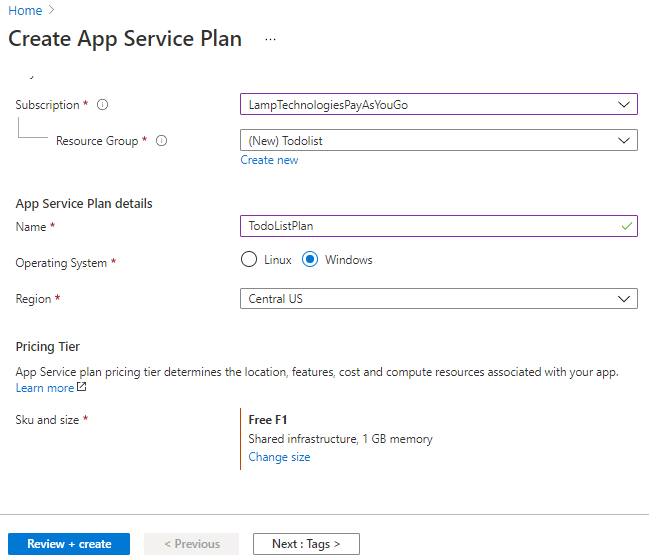 Home >
Create App Service Plan ...
Subscription * LampTechnologiesPayAsYouGo
Resource Group * (New) Todolist
Create new
App Service Plan details
Name * TodoListPlan
Operating System * Linux Windows
Region * Central US
Pricing Tier
App Service plan pricing tier determines the location, features, cost and compute resources associated with your app.
Learn more
Sku and size * Free F1
Shared infrastructure, 1 GB memory
Change size
Review + create < Previous Next : Tags >